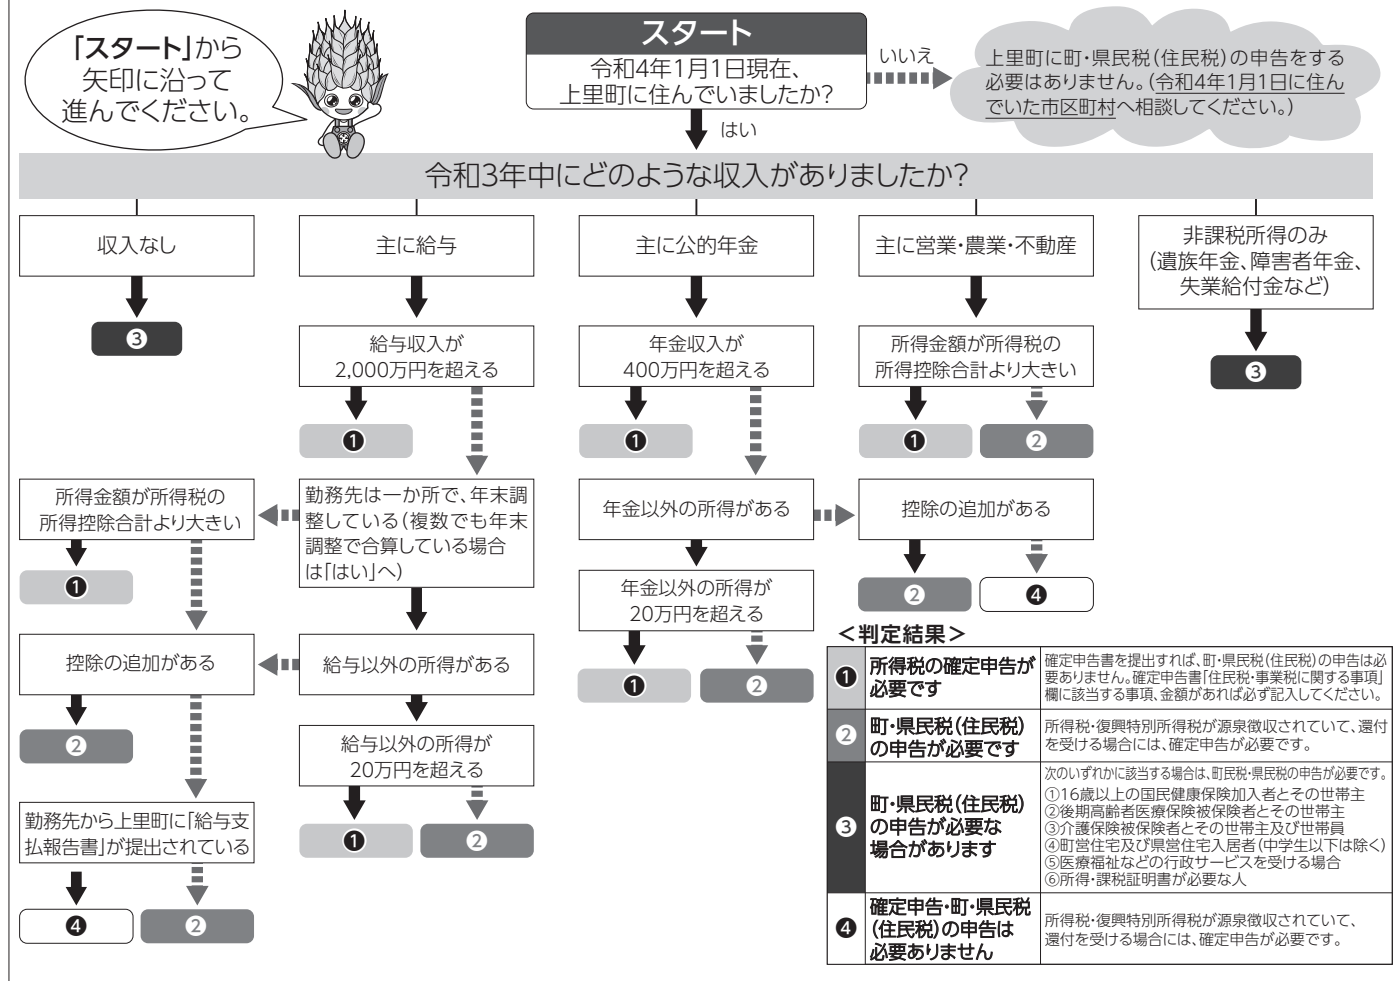 「スタート」から
矢印に沿って
進んでください。
スタート
令和4年1月1日現在、
上里町に住んでいましたか?
いいえ
上里町に町・県民税(住民税)の申告をする
必要はありません。(令和4年1月1日に住ん
でいた市区町村へ相談してください。)
はい
令和3年中にどのような収入がありましたか?
収入なし
❸
主に給与
給与収入が
2,000万円を超える
❶
勤務先は一か所で、年末調
整している(複数でも年末
調整で合算している場合
は「はい」へ)
所得金額が所得税の
所得控除合計より大きい
❶
給与以外の所得がある
控除の追加がある
❷
給与以外の所得が
20万円を超える
❶
❷
勤務先から上里町に「給与支
払報告書」が提出されている
❹
❷
主に公的年金
年金収入が
400万円を超える
❶
年金以外の所得がある
年金以外の所得が
20万円を超える
❶
❷
控除の追加がある
❷
❹
主に営業・農業・不動産
所得金額が所得税の
所得控除合計より大きい
❶
❷
非課税所得のみ
(遺族年金、障害者年金、
失業給付金など)
❸
<判定結果>
❶
所得税の確定申告が
必要です
確定申告書を提出すれば、町・県民税(住民税)の申告は必
要ありません。確定申告書「住民税・事業税に関する事項」
欄に該当する事項、金額があれば必ず記入してください。
❷
町・県民税(住民税)
の申告が必要です
所得税・復興特別所得税が源泉徴収されていて、還付
を受ける場合には、確定申告が必要です。
❸
町・県民税(住民税)
の申告が必要な
場合があります
次のいずれかに該当する場合は、町民税・県民税の申告が必要です。
①16歳以上の国民健康保険加入者とその世帯主
②後期高齢者医療保険被保険者とその世帯主
③介護保険被保険者とその世帯主及び世帯員
④町営住宅及び県営住宅入居者(中学生以下は除く)
⑤医療福祉などの行政サービスを受ける場合
⑥所得・課税証明書が必要な人
❹
確定申告・町・県民税
(住民税)の申告は
必要ありません
所得税・復興特別所得税が源泉徴収されていて、
還付を受ける場合には、確定申告が必要です。